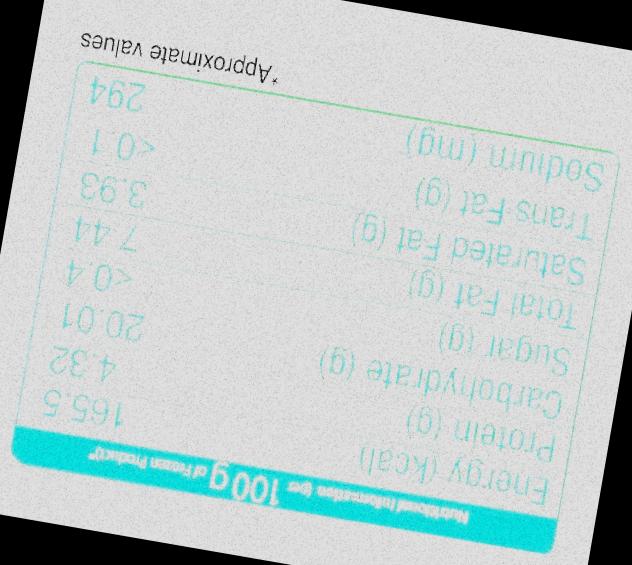 Nutritional Information per 100g of Frozen Product*
Energy (kcal) 165.5
Protein (g) 4.32
Carbohydrate (g) 20.01
Sugar (g) <0.4
Total Fat (g) 7.44
Saturated Fat (g) 3.93
Trans Fat (g) <0.1
Sodium (mg) 294
*Approximate values